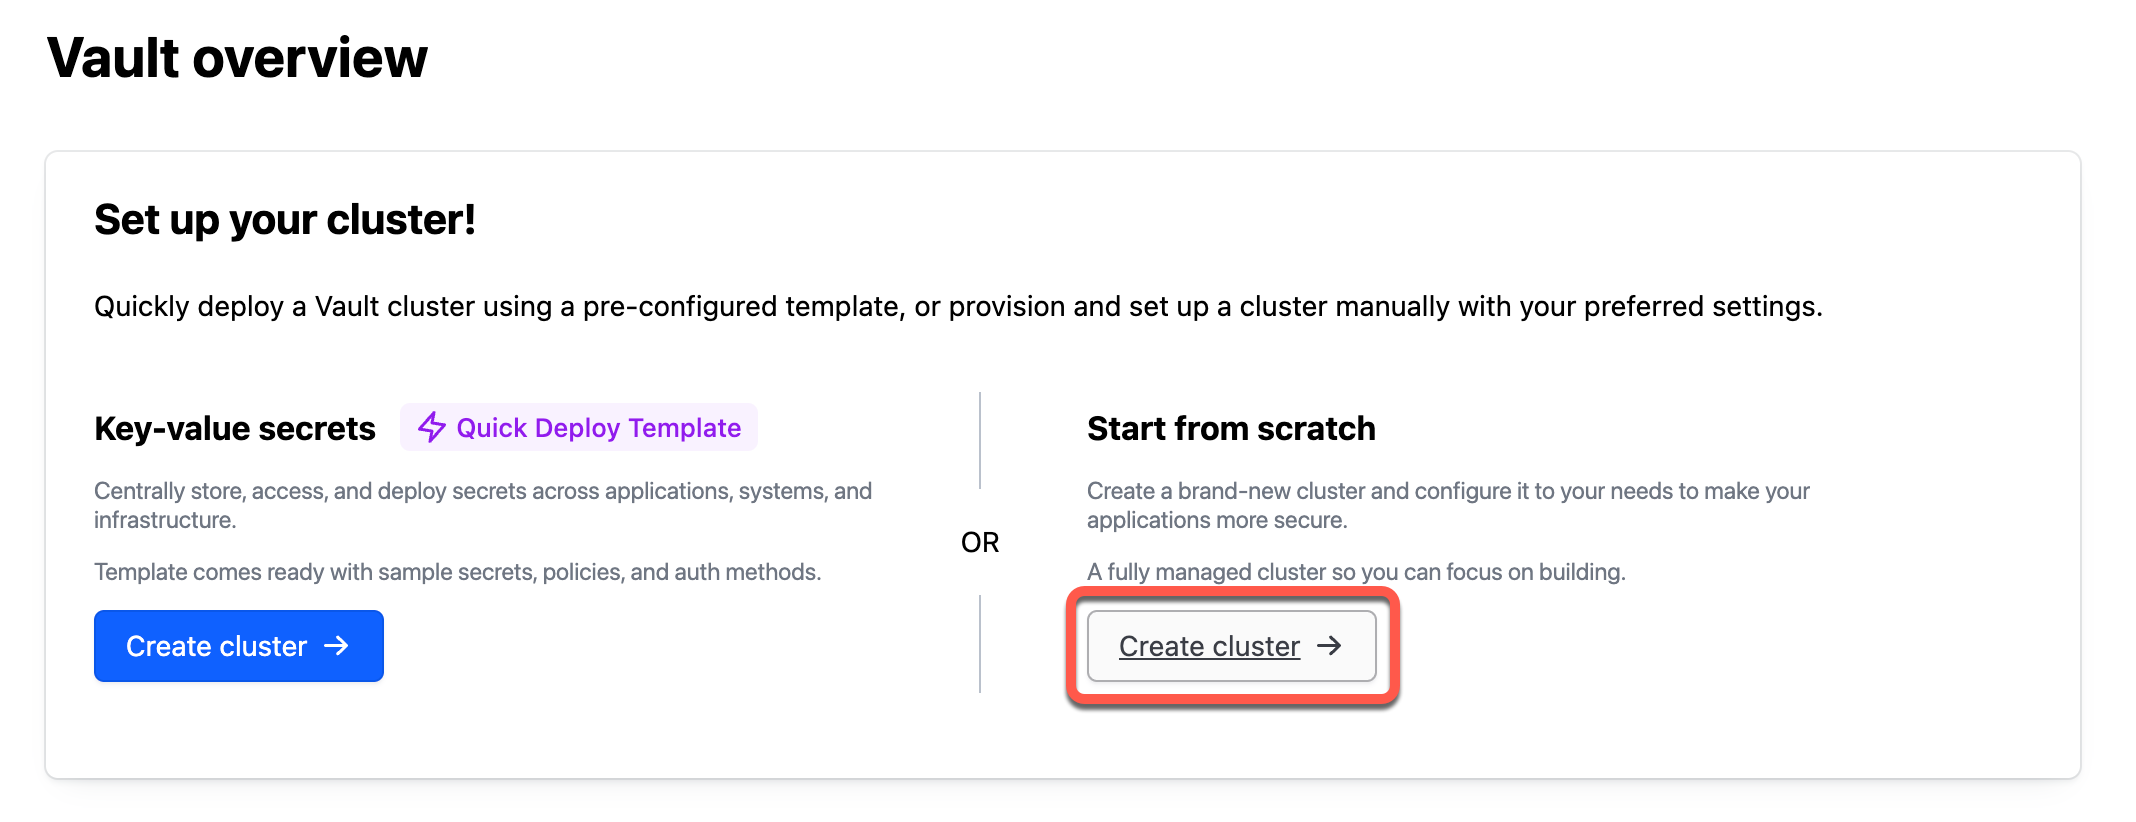 Vault overview
Set up your cluster!
Quickly deploy a Vault cluster using a pre-configured template, or provision and set up a cluster manually with your preferred settings.
Key-value secrets
Quick Deploy Template
Centrally store, access, and deploy secrets across applications, systems, and
infrastructure.
Template comes ready with sample secrets, policies, and auth methods.
Create cluster →
OR
Start from scratch
Create a brand-new cluster and configure it to your needs to make your
applications more secure.
A fully managed cluster so you can focus on building.
Create cluster →